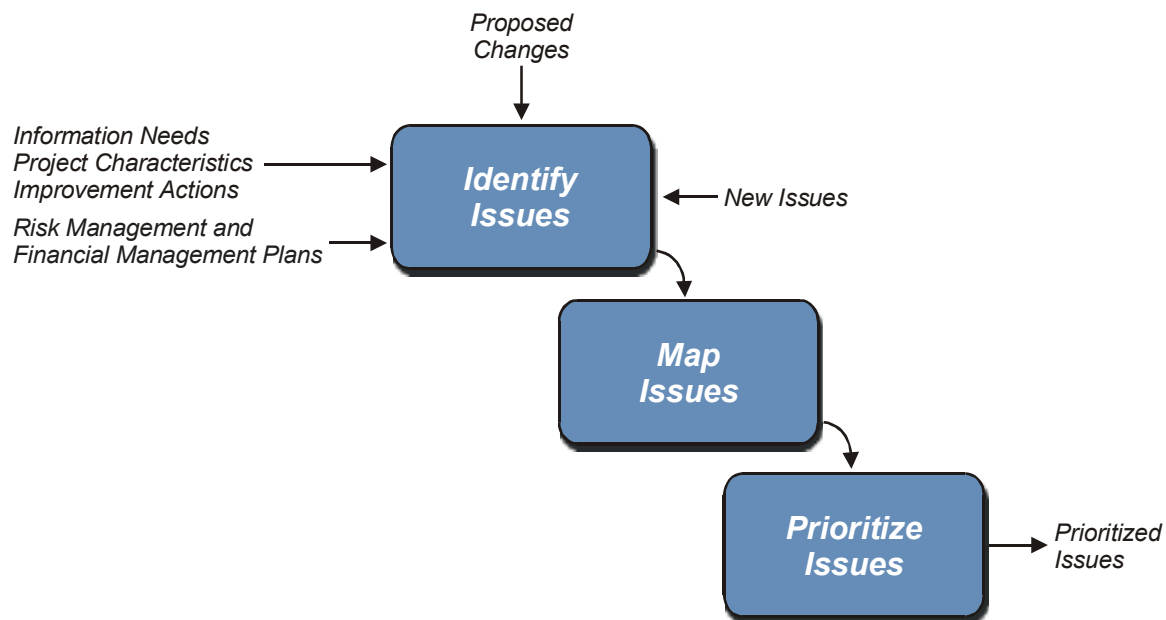 Proposed
Changes
Information Needs
Project Characteristics
Improvement Actions
Risk Management and
Financial Management Plans
Identify
Issues
New Issues
Map
Issues
Prioritize
Issues
Prioritized
Issues